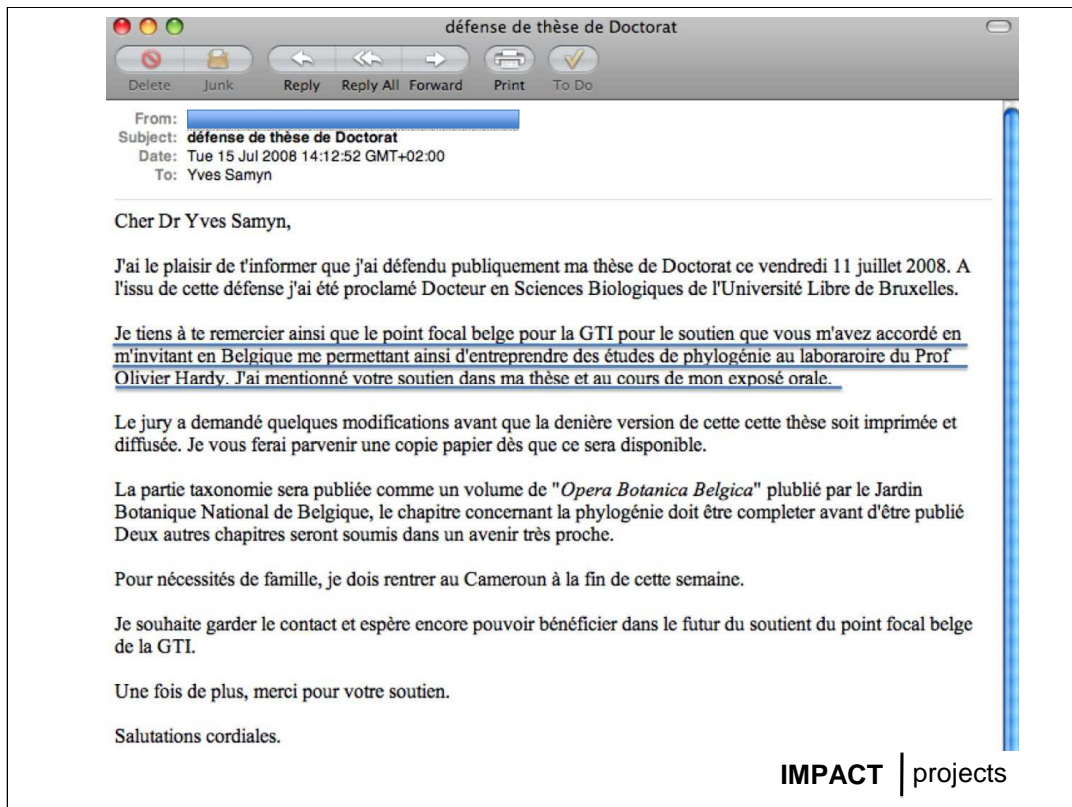 défense de thèse de Doctorat
Delete Junk Reply Reply All Forward Print To Do
From:
Subject: défense de thèse de Doctorat
Date: Tue 15 Jul 2008 14:12:52 GMT+02:00
To: Yves Samyn
Cher Dr Yves Samyn,
J'ai le plaisir de t'informer que j'ai défendu publiquement ma thèse de Doctorat ce vendredi 11 juillet 2008. A
l'issu de cette défense j'ai été proclamé Docteur en Sciences Biologiques de l'Université Libre de Bruxelles.
Je tiens à te remercier ainsi que le point focal belge pour la GTI pour le soutien que vous m'avez accordé en
m'invitant en Belgique me permettant ainsi d'entreprendre des études de phylogénie au laboraroire du Prof
Olivier Hardy. J'ai mentionné votre soutien dans ma thèse et au cours de mon exposé orale.
Le jury a demandé quelques modifications avant que la denière version de cette cette thèse soit imprimée et
diffusée. Je vous ferai parvenir une copie papier dès que ce sera disponible.
La partie taxonomie sera publiée comme un volume de "Opera Botanica Belgica" plublié par le Jardin
Botanique National de Belgique, le chapitre concernant la phylogénie doit être completer avant d'être publié
Deux autres chapitres seront soumis dans un avenir très proche.
Pour nécessités de famille, je dois rentrer au Cameroun à la fin de cette semaine.
Je souhaite garder le contact et espère encore pouvoir bénéficier dans le futur du soutient du point focal belge
de la GTI.
Une fois de plus, merci pour votre soutien.
Salutations cordiales.
IMPACT | projects